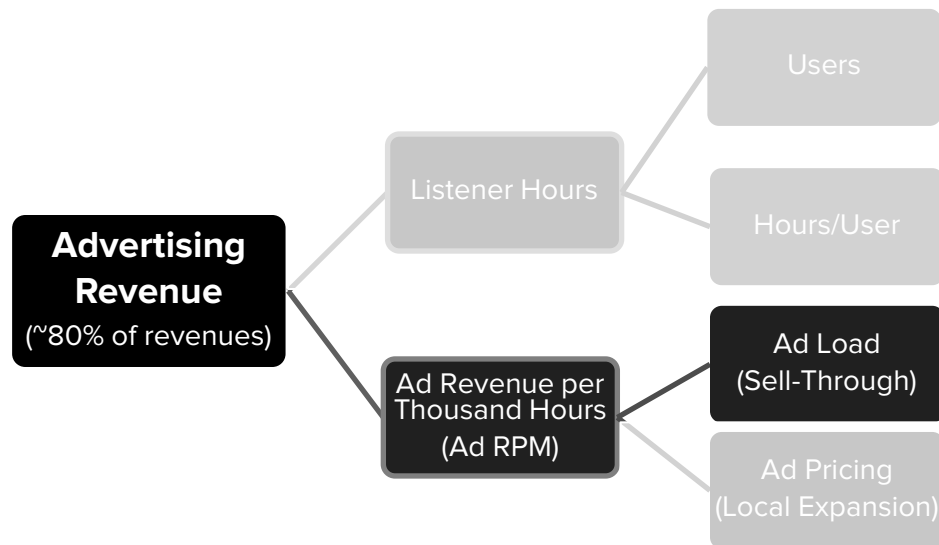 Users
Listener Hours
Hours/User
Advertising
Revenue
(~80% of revenues)
Ad Revenue per
Thousand Hours
(Ad RPM)
Ad Load
(Sell-Through)
Ad Pricing
(Local Expansion)